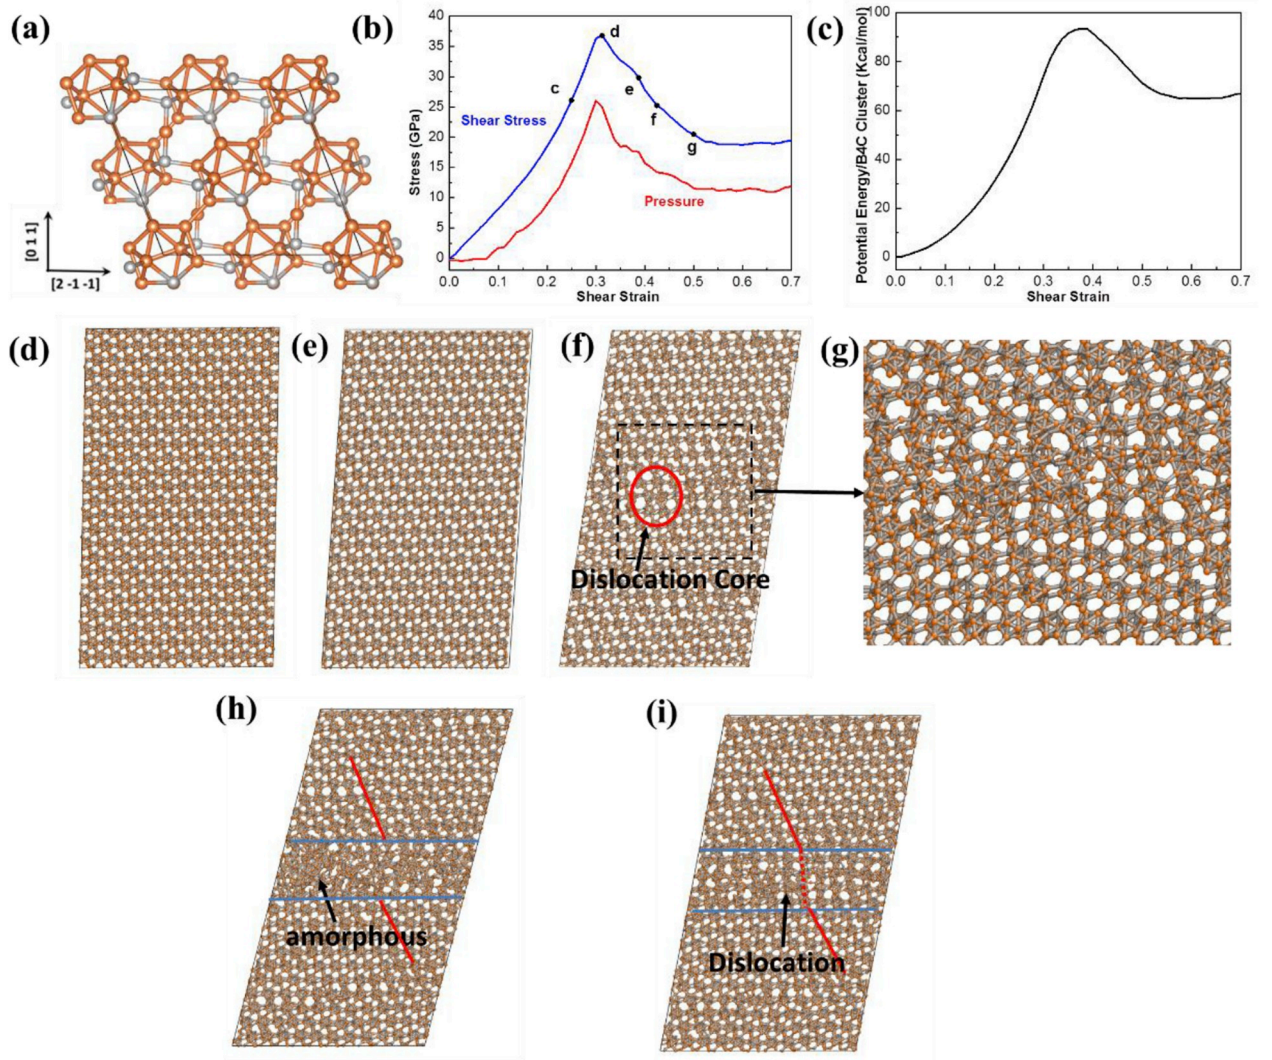 (a)
[0 1 1]
[2 -1 -1]
(b)
Stress (GPa)
40
35
30
25
20
15
10
5
0
c
d
e
f
g
Shear Stress
Pressure
0.0 0.1 0.2 0.3 0.4 0.5 0.6 0.7
Shear Strain
(c)
Potential Energy/B4C Cluster (Kcal/mol)
100
80
60
40
20
0
0.0 0.1 0.2 0.3 0.4 0.5 0.6 0.7
Shear Strain
(d)
(e)
(f)
Dislocation Core
(g)
(h)
amorphous
(i)
Dislocation